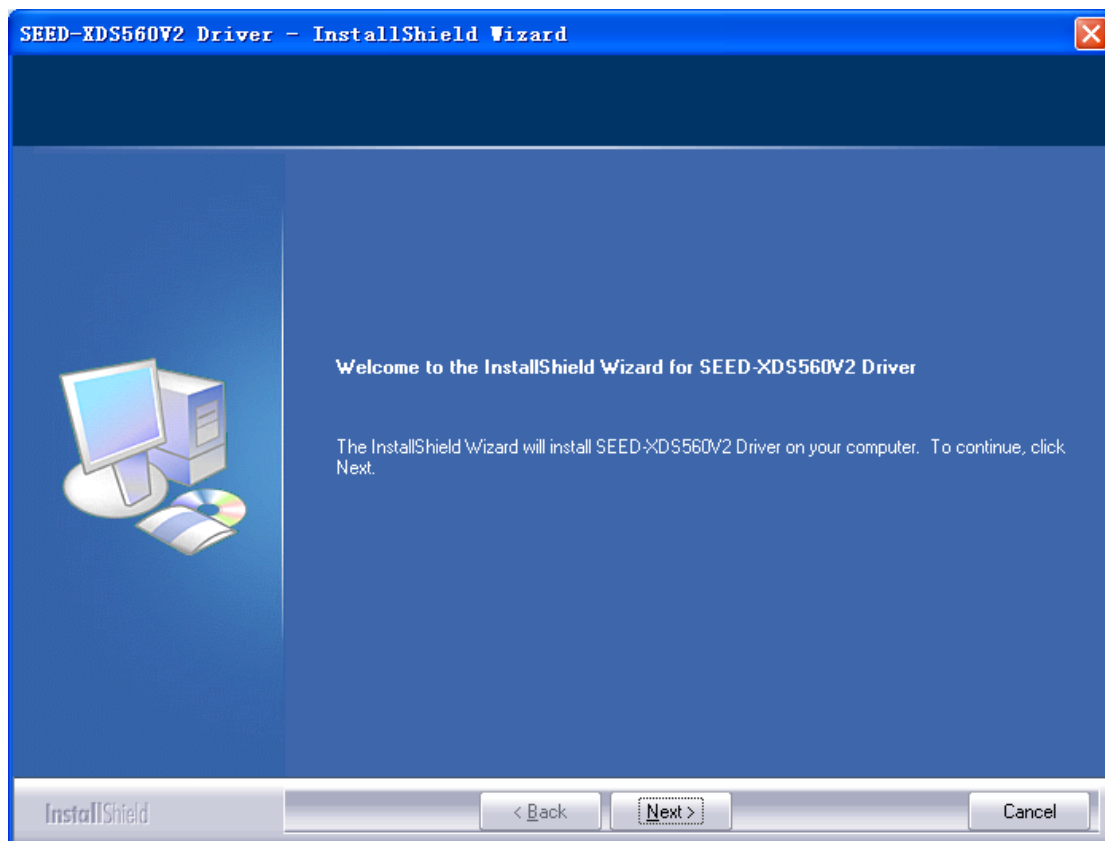 SEED-XDS560V2 Driver - InstallShield Wizard
Welcome to the InstallShield Wizard for SEED-XDS560V2 Driver
The InstallShield Wizard will install SEED-XDS560V2 Driver on your computer.  To continue, click
Next.
InstallShield
< Back
Next >
Cancel